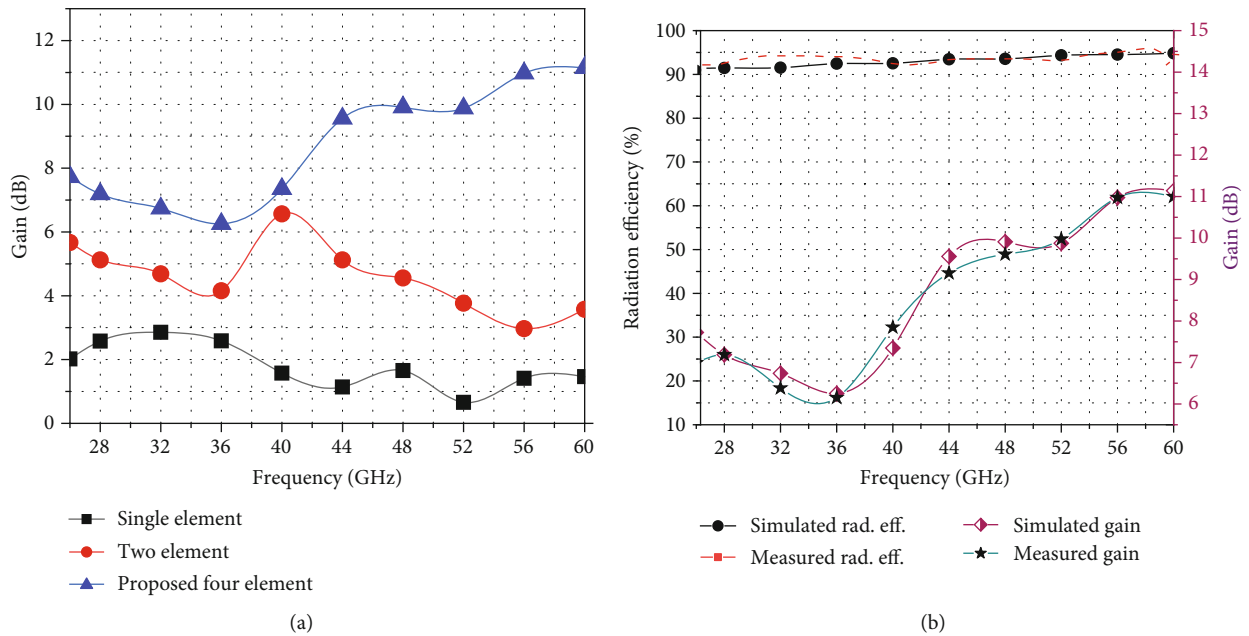 12
10
8
6
4
2
0
Gain (dB)
28 32 36 40 44 48 52 56 60
Frequency (GHz)
Single element
Two element
Proposed four element
(a)
100
90
80
70
60
50
40
30
20
10
Radiation efficiency (%)
15
14
13
12
11
10
9
8
7
6
Gain (dB)
28 32 36 40 44 48 52 56 60
Frequency (GHz)
Simulated rad. eff.
Measured rad. eff.
Simulated gain
Measured gain
(b)